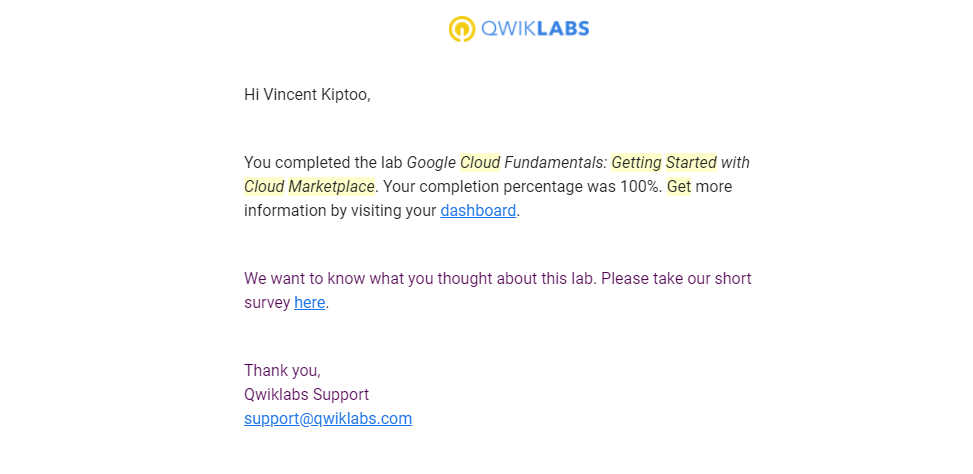 QWIKLABS
Hi Vincent Kiptoo,
You completed the lab Google Cloud Fundamentals: Getting Started with
Cloud Marketplace. Your completion percentage was 100%. Get more
information by visiting your dashboard.
We want to know what you thought about this lab. Please take our short
survey here.
Thank you,
Qwiklabs Support
support@qwiklabs.com